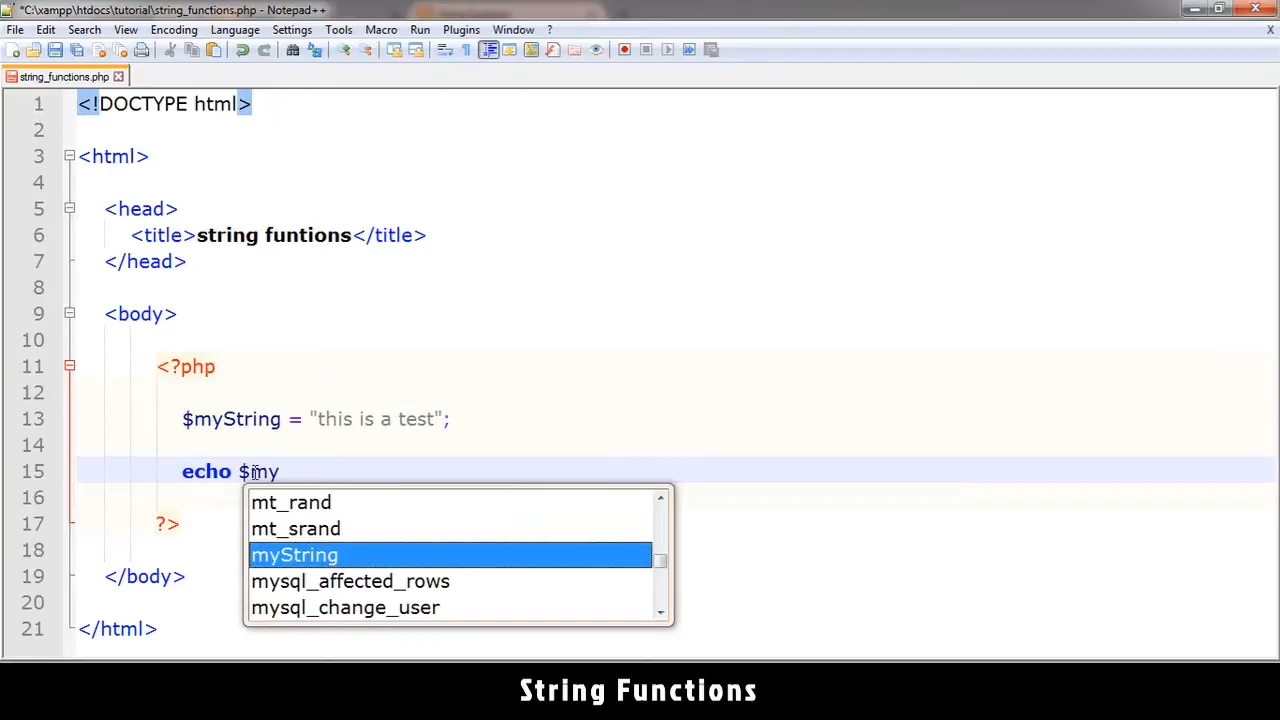 *C:\xampp\htdocs\tutorial\string_functions.php - Notepad++
File Edit Search View Encoding Language Settings Tools Macro Run Plugins Window ? X
string_functions.php
1 <!DOCTYPE html>
2
3 <html>
4
5 <head>
6 <title>string funtions</title>
7 </head>
8
9 <body>
10
11 <?php
12
13 $myString = "this is a test";
14
15 echo $my
16
mt_rand
17 ?>
mt_srand
18
myString
19 </body>
mysql_affected_rows
20
mysql_change_user
21 </html>
String Functions